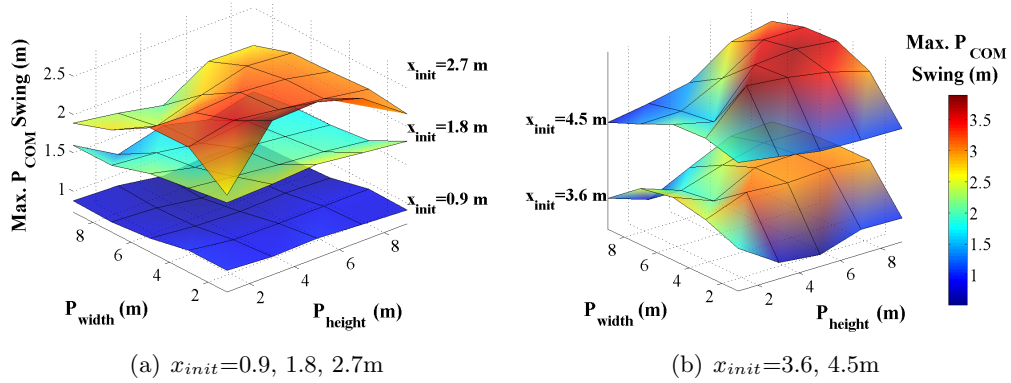 Max. P_COM Swing (m)
2.5
2
1.5
1
x_init=2.7 m
x_init=1.8 m
x_init=0.9 m
8
6
4
2
P_width (m)
2
4
6
8
P_height (m)
(a) x_init=0.9, 1.8, 2.7m
x_init=4.5 m
x_init=3.6 m
8
6
4
2
P_width (m)
2
4
6
8
P_height (m)
Max. P_COM
Swing (m)
3.5
3
2.5
2
1.5
1
(b) x_init=3.6, 4.5m